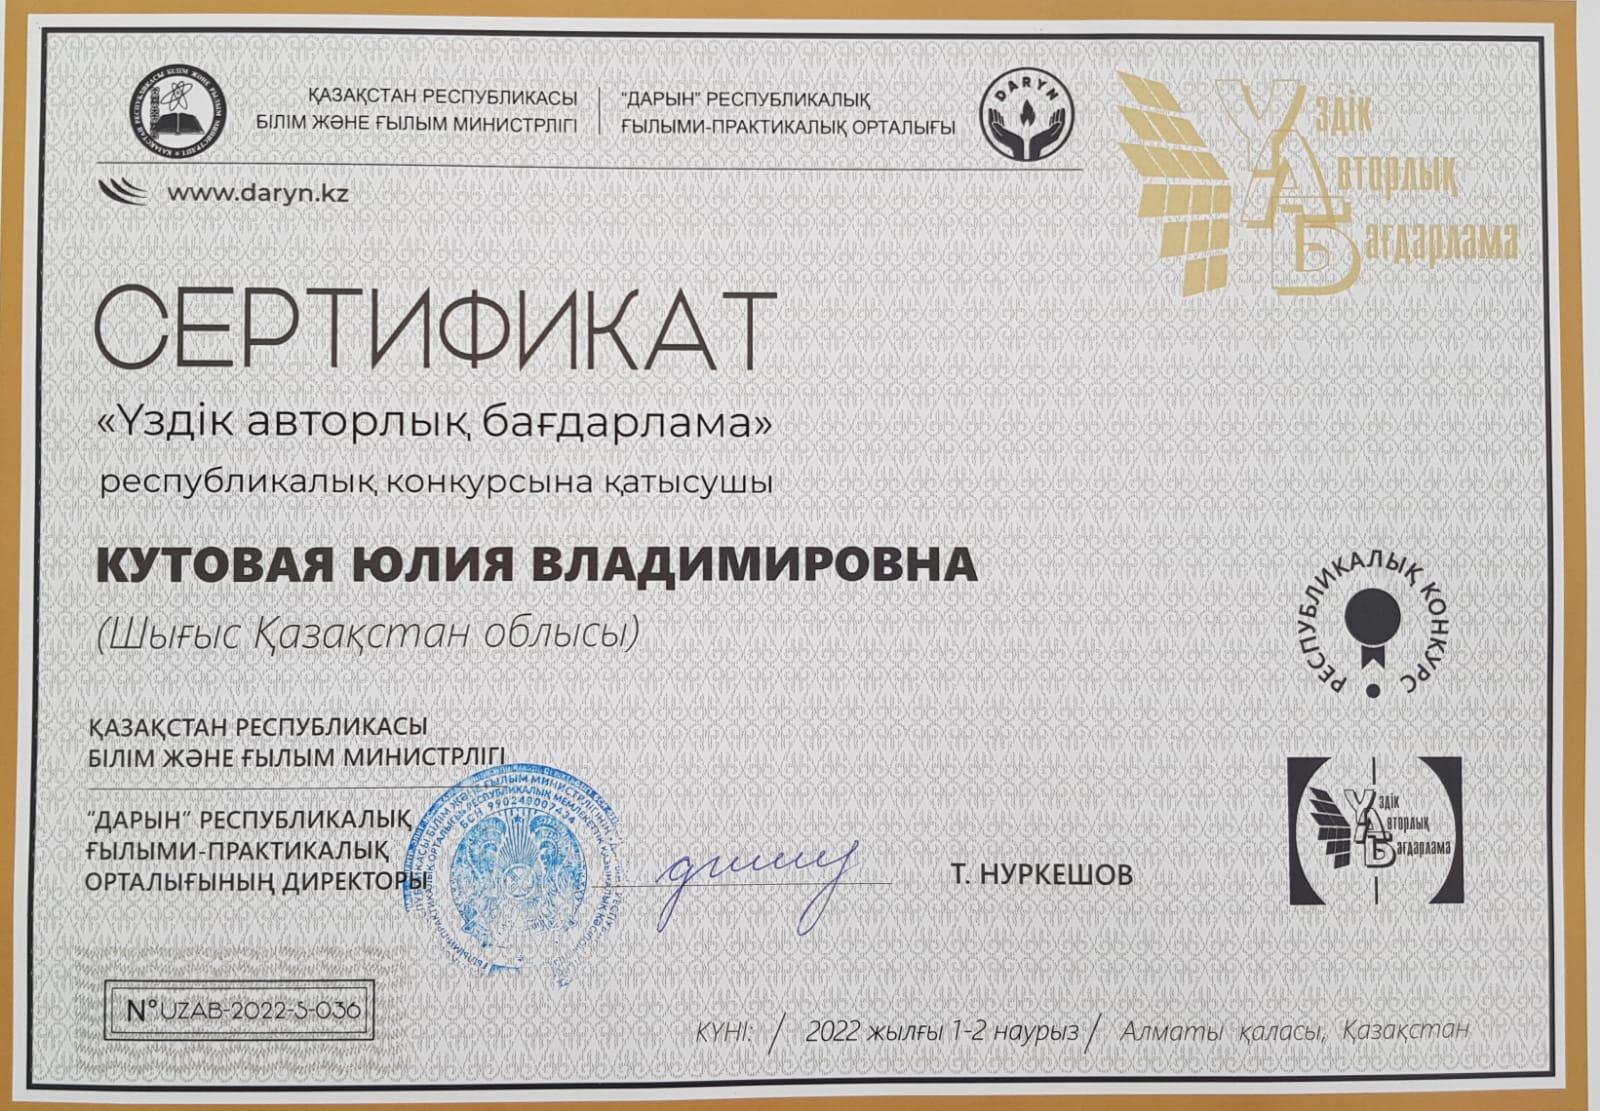 ҚАЗАҚСТАН РЕСПУБЛИКАСЫ
БІЛІМ ЖӘНЕ ҒЫЛЫМ МИНИСТРЛІГІ
"ДАРЫН" РЕСПУБЛИКАЛЫҚ
ҒЫЛЫМИ-ПРАКТИКАЛЫҚ ОРТАЛЫҒЫ
DARYN
Үздік
Авторлық
Бағдарлама
www.daryn.kz
СЕРТИФИКАТ
«Үздік авторлық бағдарлама»
республикалық конкурсына қатысушы
КУТОВАЯ ЮЛИЯ ВЛАДИМИРОВНА
(Шығыс Қазақстан облысы)
РЕСПУБЛИКАЛЫҚ КОНКУРС
ҚАЗАҚСТАН РЕСПУБЛИКАСЫ
БІЛІМ ЖӘНЕ ҒЫЛЫМ МИНИСТРЛІГІ
"ДАРЫН" РЕСПУБЛИКАЛЫҚ
ҒЫЛЫМИ-ПРАКТИКАЛЫҚ
ОРТАЛЫҒЫНЫҢ ДИРЕКТОРЫ
БСН 990240007434
Т. НУРКЕШОВ
Үздік
Авторлық
Бағдарлама
N° UZAB-2022-S-036
КҮНІ: / 2022 жылғы 1-2 наурыз / Алматы қаласы, Қазақстан